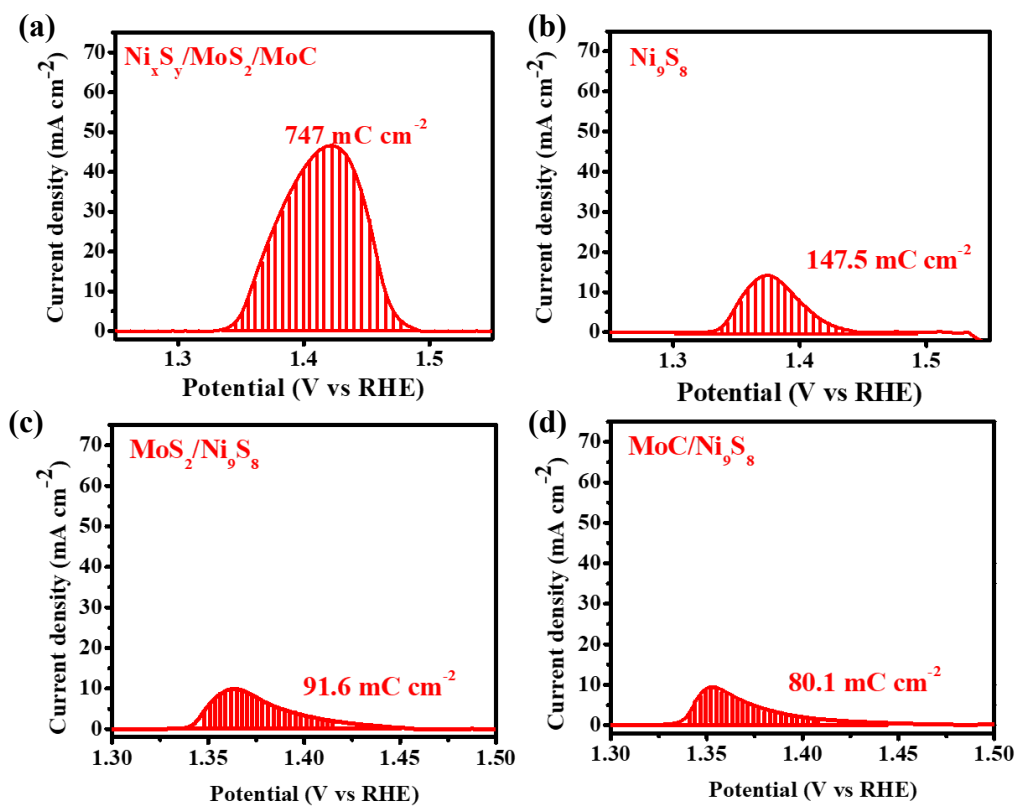 (a)
Ni_xS_y/MoS_2/MoC
747 mC cm^-2
70
60
50
40
30
20
10
0
Current density (mA cm^-2)
1.3 1.4 1.5
Potential (V vs RHE)
(b)
Ni_9S_8
147.5 mC cm^-2
70
60
50
40
30
20
10
0
Current density (mA cm^-2)
1.3 1.4 1.5
Potential (V vs RHE)
(c)
MoS_2/Ni_9S_8
91.6 mC cm^-2
70
60
50
40
30
20
10
0
Current density (mA cm^-2)
1.30 1.35 1.40 1.45 1.50
Potential (V vs RHE)
(d)
MoC/Ni_9S_8
80.1 mC cm^-2
70
60
50
40
30
20
10
0
Current density (mA cm^-2)
1.30 1.35 1.40 1.45 1.50
Potential (V vs RHE)